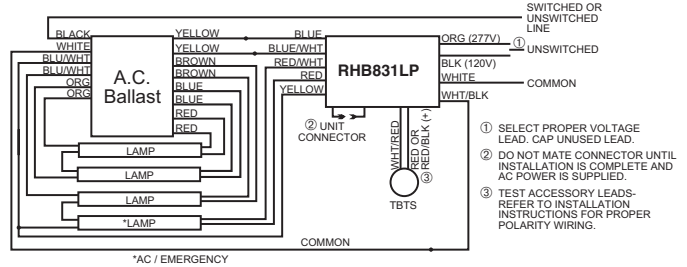 SWITCHED OR
UNSWITCHED
LINE
BLACK
YELLOW
BLUE
ORG (277V)
①
UNSWITCHED
WHITE
YELLOW
BLUE/WHT
BLU/WHT
BROWN
RED/WHT
BLK (120V)
BLU/WHT
BROWN
RED
WHITE
COMMON
ORG
BLUE
YELLOW
WHT/BLK
ORG
BLUE
RED
RED
A.C.
Ballast
RHB831LP
② UNIT
CONNECTOR
WHT/RED
RED OR
RED/BLK (+)
③
TBTS
LAMP
LAMP
LAMP
*LAMP
COMMON
*AC / EMERGENCY
① SELECT PROPER VOLTAGE
LEAD. CAP UNUSED LEAD.
② DO NOT MATE CONNECTOR UNTIL
INSTALLATION IS COMPLETE AND
AC POWER IS SUPPLIED.
③ TEST ACCESSORY LEADS-
REFER TO INSTALLATION
INSTRUCTIONS FOR PROPER
POLARITY WIRING.